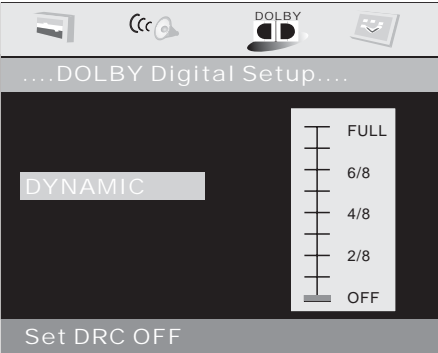 DOLBY
....DOLBY Digital Setup....
DYNAMIC
FULL
6/8
4/8
2/8
OFF
Set DRC OFF